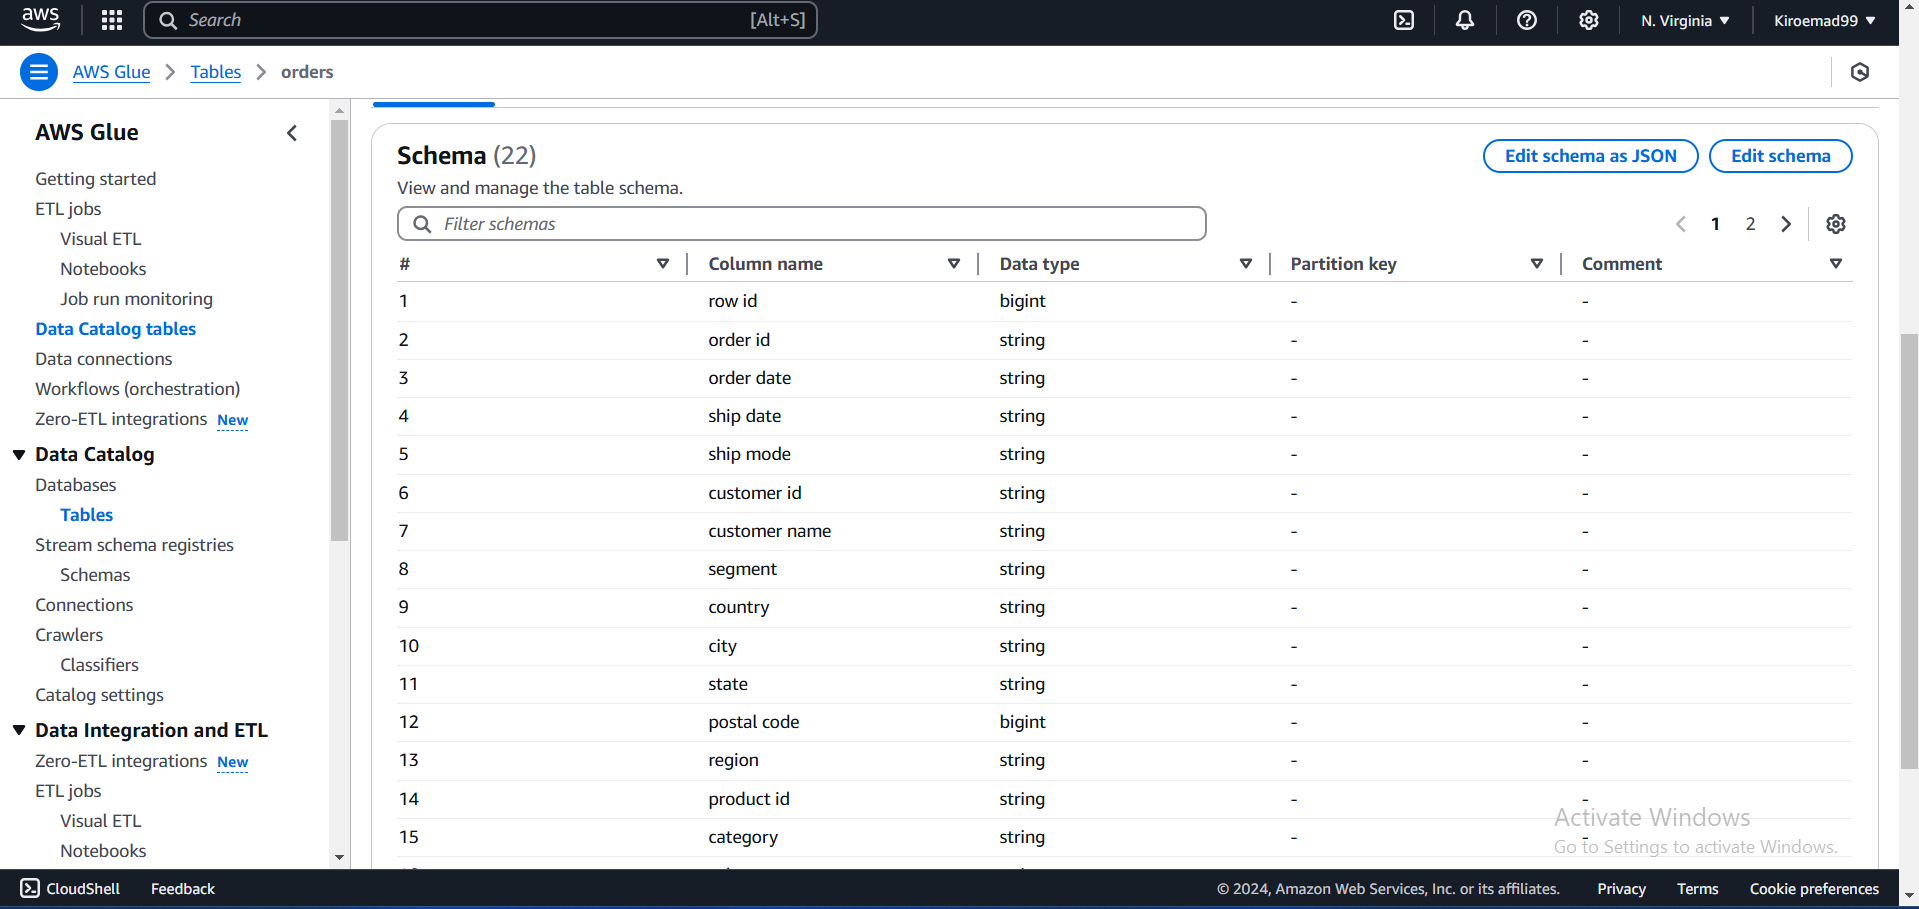 aws Search [Alt+S] N. Virginia Kiroemad99
AWS Glue Tables orders
AWS Glue
Getting started
ETL jobs
Visual ETL
Notebooks
Job run monitoring
Data Catalog tables
Data connections
Workflows (orchestration)
Zero-ETL integrations New
Data Catalog
Databases
Tables
Stream schema registries
Schemas
Connections
Crawlers
Classifiers
Catalog settings
Data Integration and ETL
Zero-ETL integrations New
ETL jobs
Visual ETL
Notebooks
Schema (22)
Edit schema as JSON Edit schema
View and manage the table schema.
Filter schemas
1 2
# Column name Data type Partition key Comment
1 row id bigint - -
2 order id string - -
3 order date string - -
4 ship date string - -
5 ship mode string - -
6 customer id string - -
7 customer name string - -
8 segment string - -
9 country string - -
10 city string - -
11 state string - -
12 postal code bigint - -
13 region string - -
14 product id string - -
15 category string - -
Activate Windows
Go to Settings to activate Windows.
CloudShell Feedback © 2024, Amazon Web Services, Inc. or its affiliates. Privacy Terms Cookie preferences